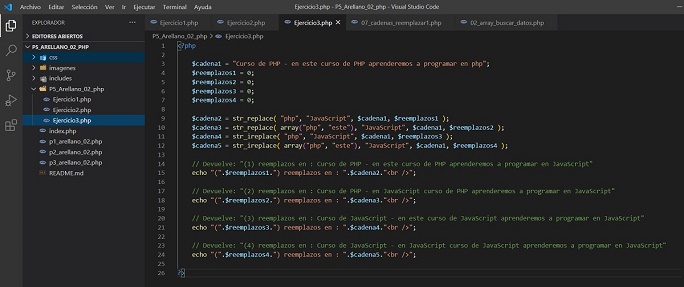 Archivo Editar Selección Ver Ir Ejecutar Terminal Ayuda
Ejercicio3.php - P5_Arellano_02_php - Visual Studio Code
EXPLORADOR
EDITORES ABIERTOS
P5_ARELLANO_02_PHP
css
imagenes
includes
P5_Arellano_02_php
Ejercicio1.php
Ejercicio2.php
Ejercicio3.php
index.php
p1_arellano_02.php
p2_arellano_02.php
p3_arellano_02.php
README.md
Ejercicio1.php Ejercicio2.php Ejercicio3.php 07_cadenas_reemplazar1.php 02_array_buscar_datos.php
P5_Arellano_02_php > Ejercicio3.php
1 <?php
2
3 $cadena1 = "Curso de PHP - en este curso de PHP aprenderemos a programar en php";
4 $reemplazos1 = 0;
5 $reemplazos2 = 0;
6 $reemplazos3 = 0;
7 $reemplazos4 = 0;
8
9 $cadena2 = str_replace( "php", "JavaScript", $cadena1, $reemplazos1 );
10 $cadena3 = str_replace( array("php", "este"), "JavaScript", $cadena1, $reemplazos2 );
11 $cadena4 = str_ireplace( "php", "JavaScript", $cadena1, $reemplazos3 );
12 $cadena5 = str_ireplace( array("php", "este"), "JavaScript", $cadena1, $reemplazos4 );
13
14 // Devuelve: "(1) reemplazos en : Curso de PHP - en este curso de PHP aprenderemos a programar en JavaScript"
15 echo "(".$reemplazos1.") reemplazos en : ".$cadena2."<br />";
16
17 // Devuelve: "(2) reemplazos en : Curso de PHP - en JavaScript curso de PHP aprenderemos a programar en JavaScript"
18 echo "(".$reemplazos2.") reemplazos en : ".$cadena3."<br />";
19
20 // Devuelve: "(3) reemplazos en : Curso de JavaScript - en este curso de JavaScript aprenderemos a programar en JavaScript"
21 echo "(".$reemplazos3.") reemplazos en : ".$cadena4."<br />";
22
23 // Devuelve: "(4) reemplazos en : Curso de JavaScript - en JavaScript curso de JavaScript aprenderemos a programar en JavaScript"
24 echo "(".$reemplazos4.") reemplazos en : ".$cadena5."<br />";
25
26 ?>